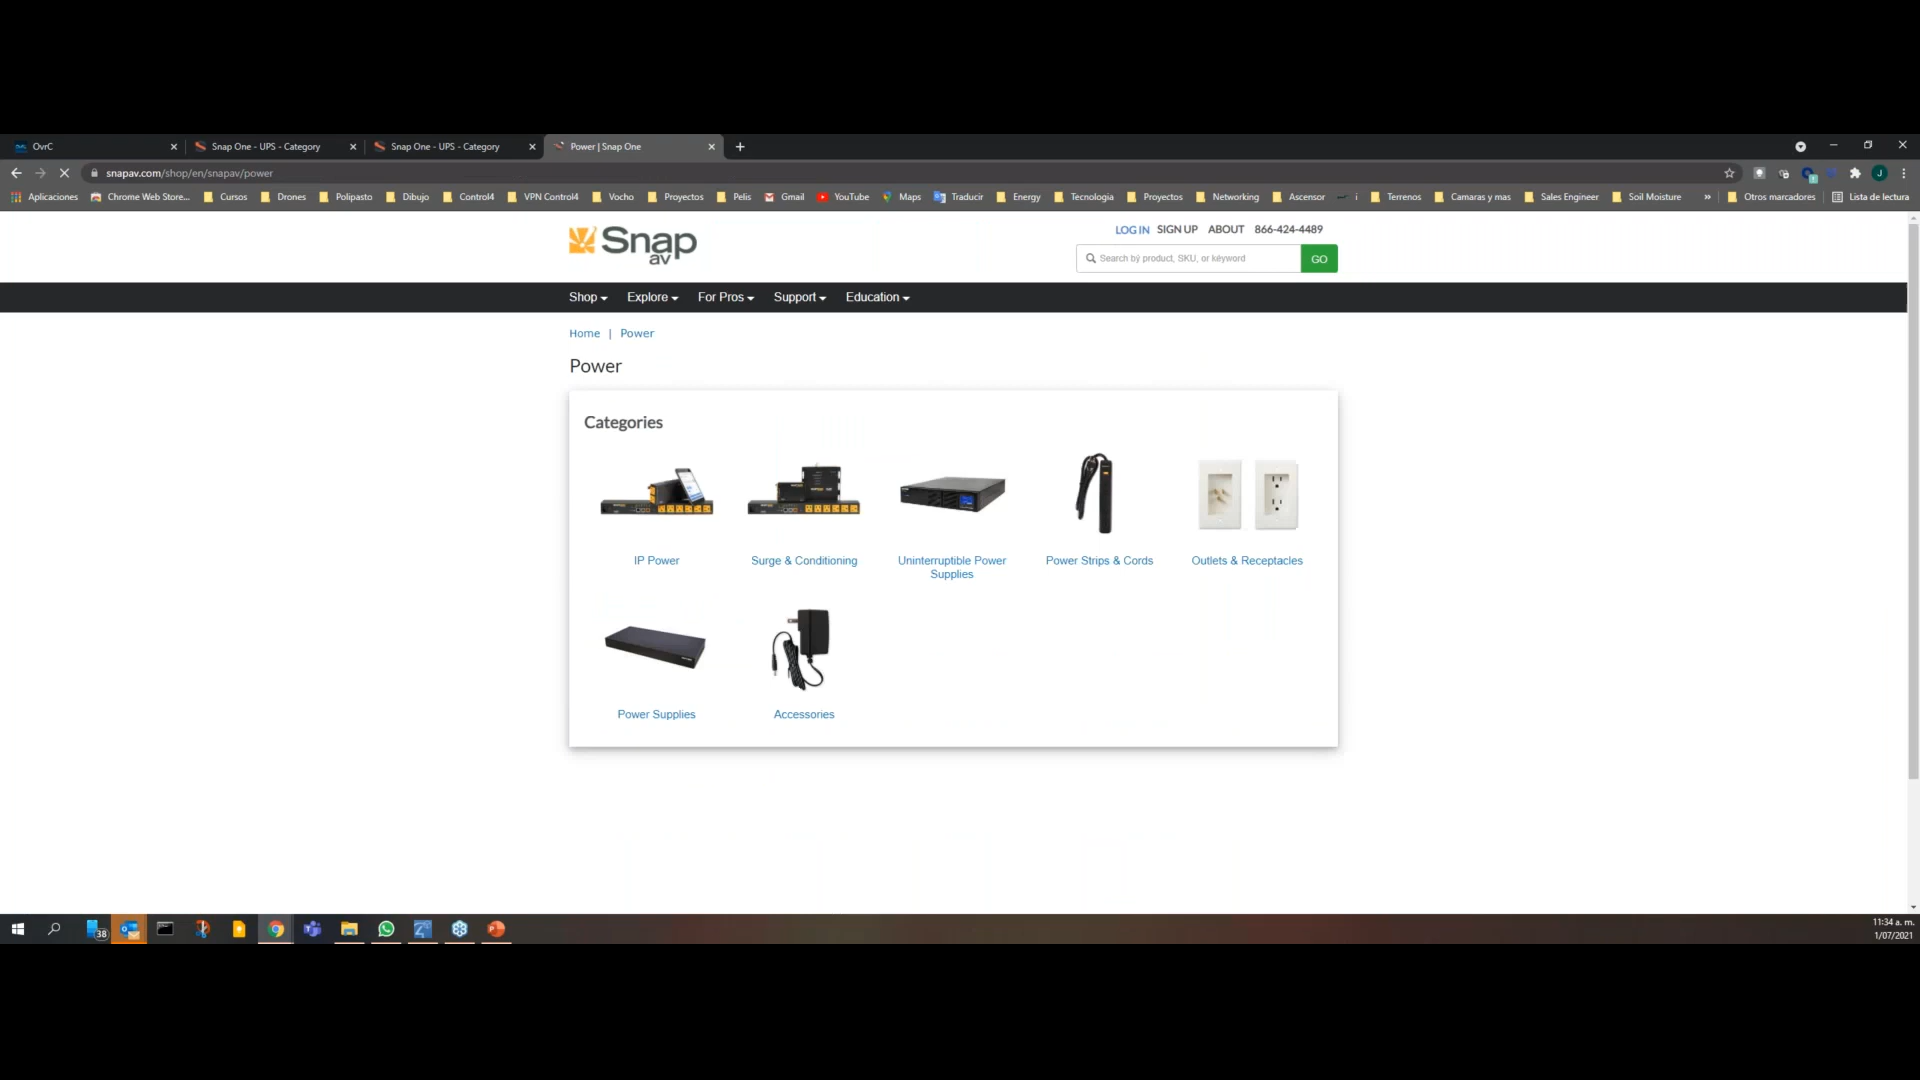 OvrC
Snap One - UPS - Category
Snap One - UPS - Category
Power | Snap One
snapav.com/shop/en/snapav/power
Aplicaciones
Chrome Web Store...
Cursos
Drones
Polipasto
Dibujo
Control4
VPN Control4
Vocho
Proyectos
Pelis
Gmail
YouTube
Maps
Traducir
Energy
Tecnologia
Proyectos
Networking
Ascensor
i
Terrenos
Camaras y mas
Sales Engineer
Soil Moisture
»
Otros marcadores
Lista de lectura
Snap
av
LOG IN SIGN UP ABOUT 866-424-4489
Search by product, SKU, or keyword
GO
Shop
Explore
For Pros
Support
Education
Home | Power
Power
Categories
IP Power
Surge & Conditioning
Uninterruptible Power
Supplies
Power Strips & Cords
Outlets & Receptacles
Power Supplies
Accessories
38
11:34 a. m.
1/07/2021